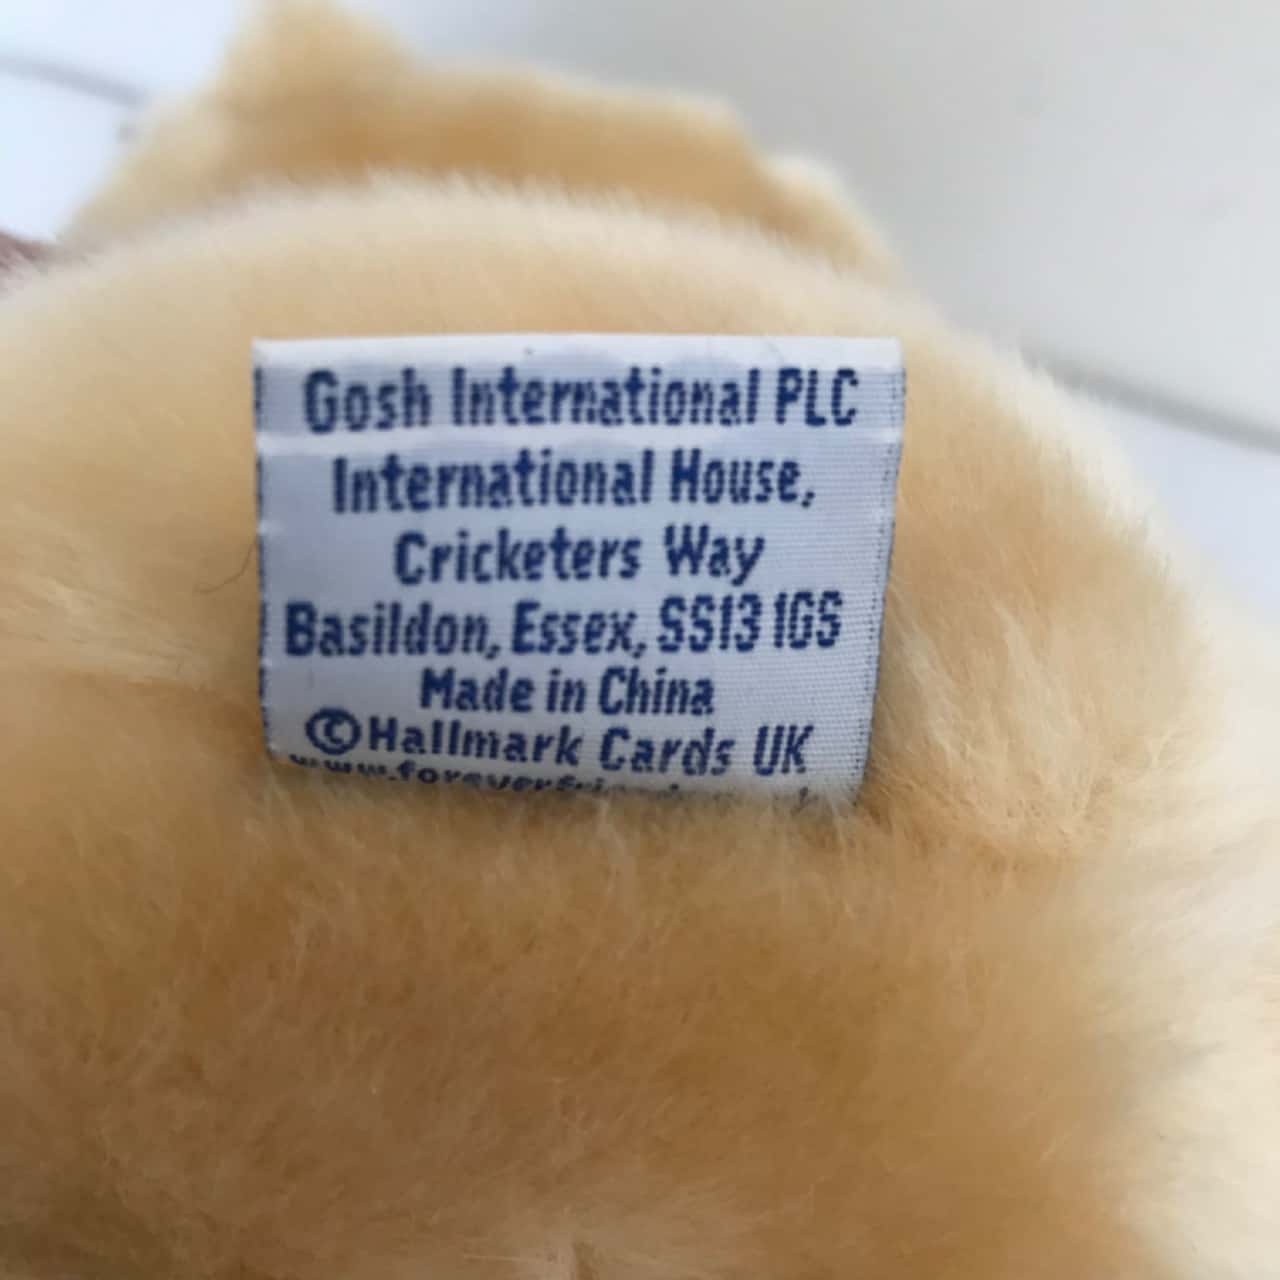 Gosh International PLC
International House,
Cricketers Way
Basildon, Essex, SS13 1GS
Made in China
©Hallmark Cards UK